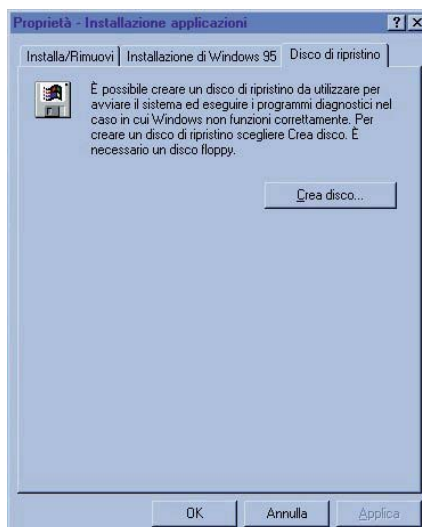 Proprietà - Installazione applicazioni
Installa/Rimuovi
Installazione di Windows 95
Disco di ripristino
È possibile creare un disco di ripristino da utilizzare per
avviare il sistema ed eseguire i programmi diagnostici nel
caso in cui Windows non funzioni correttamente. Per
creare un disco di ripristino scegliere Crea disco. È
necessario un disco floppy.
Crea disco...
OK
Annulla
Applica